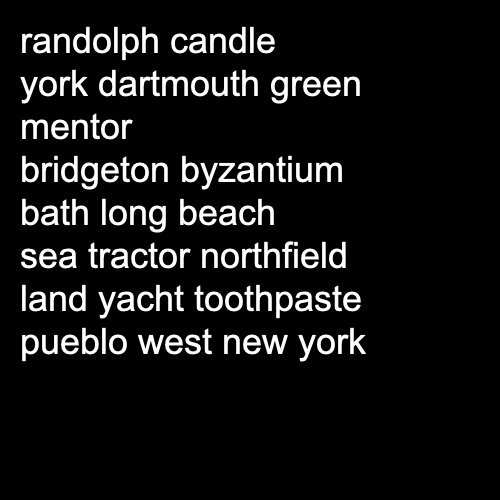 randolph candle
york dartmouth green
mentor
bridgeton byzantium
bath long beach
sea tractor northfield
land yacht toothpaste
pueblo west new york